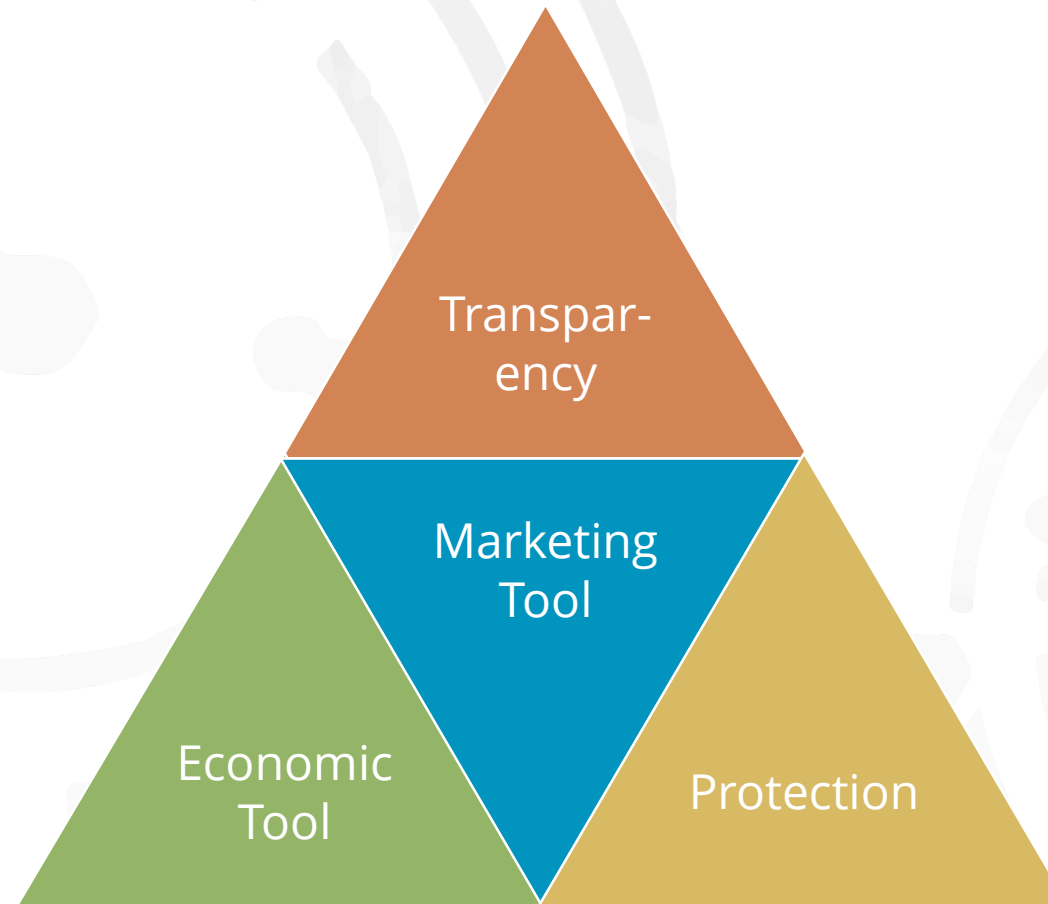 Transpar-
ency
Marketing
Tool
Economic
Tool
Protection